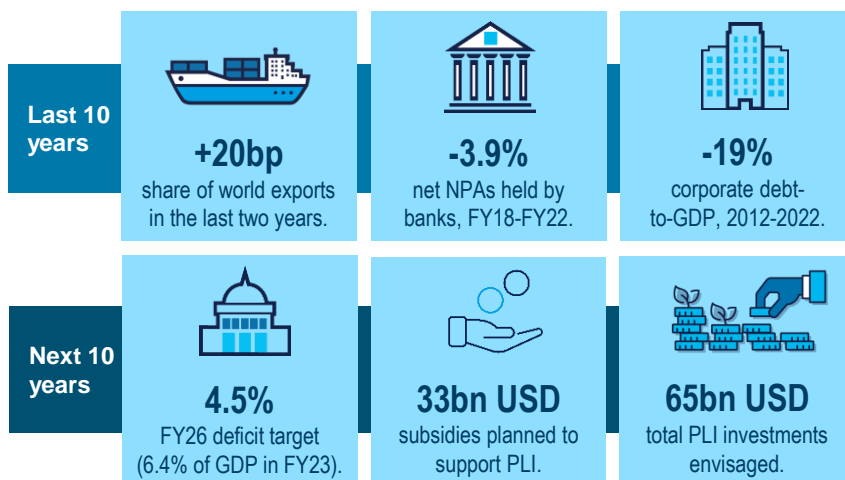 Last 10
years
+20bp
share of world exports
in the last two years.
-3.9%
net NPAs held by
banks, FY18-FY22.
-19%
corporate debt-
to-GDP, 2012-2022.
Next 10
years
4.5%
FY26 deficit target
(6.4% of GDP in FY23).
33bn USD
subsidies planned to
support PLI.
65bn USD
total PLI investments
envisaged.